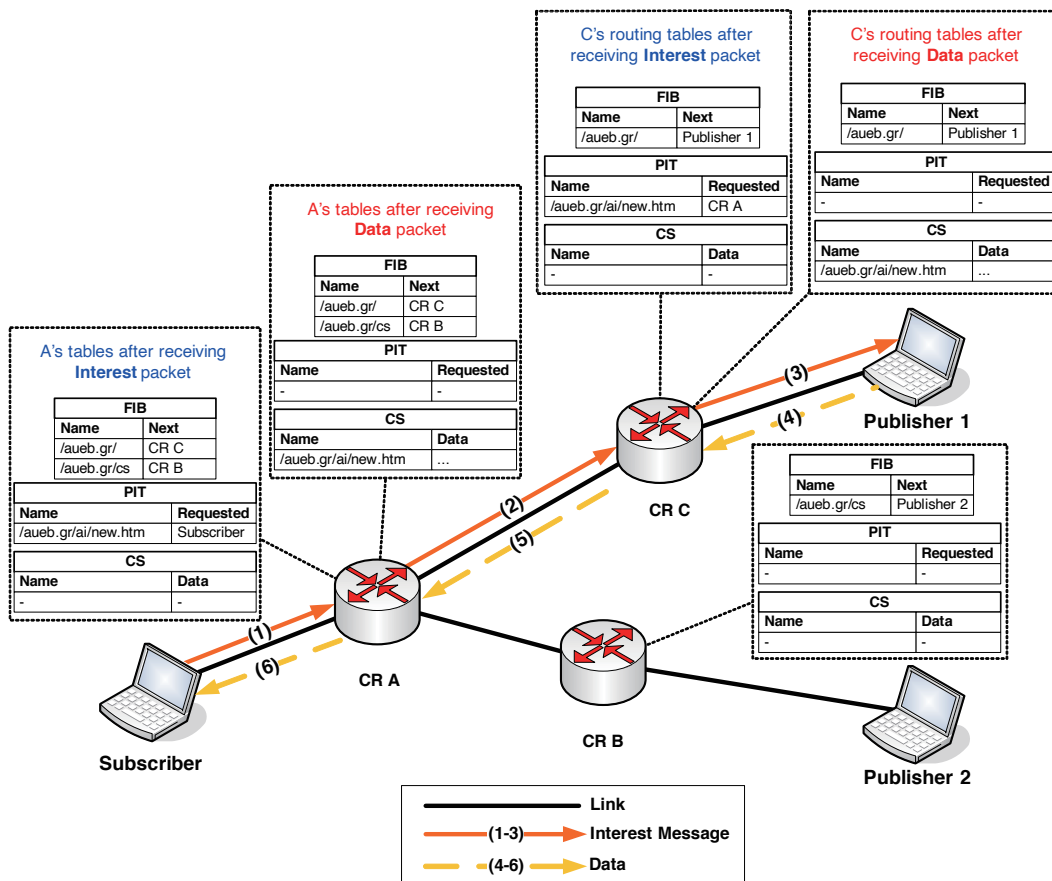 C's routing tables after
receiving Interest packet
FIB
Name Next
/aueb.gr/ Publisher 1
PIT
Name Requested
/aueb.gr/ai/new.htm CR A
CS
Name Data
- -
C's routing tables after
receiving Data packet
FIB
Name Next
/aueb.gr/ Publisher 1
PIT
Name Requested
- -
CS
Name Data
/aueb.gr/ai/new.htm ...
A's tables after receiving
Data packet
FIB
Name Next
/aueb.gr/ CR C
/aueb.gr/cs CR B
PIT
Name Requested
- -
CS
Name Data
/aueb.gr/ai/new.htm ...
A's tables after receiving
Interest packet
FIB
Name Next
/aueb.gr/ CR C
/aueb.gr/cs CR B
PIT
Name Requested
/aueb.gr/ai/new.htm Subscriber
CS
Name Data
- -
(3)
(4)
Publisher 1
CR C
(2)
(5)
FIB
Name Next
/aueb.gr/cs Publisher 2
PIT
Name Requested
- -
CS
Name Data
- -
(1)
(6)
CR A
CR B
Subscriber
Publisher 2
Link
(1-3) Interest Message
(4-6) Data